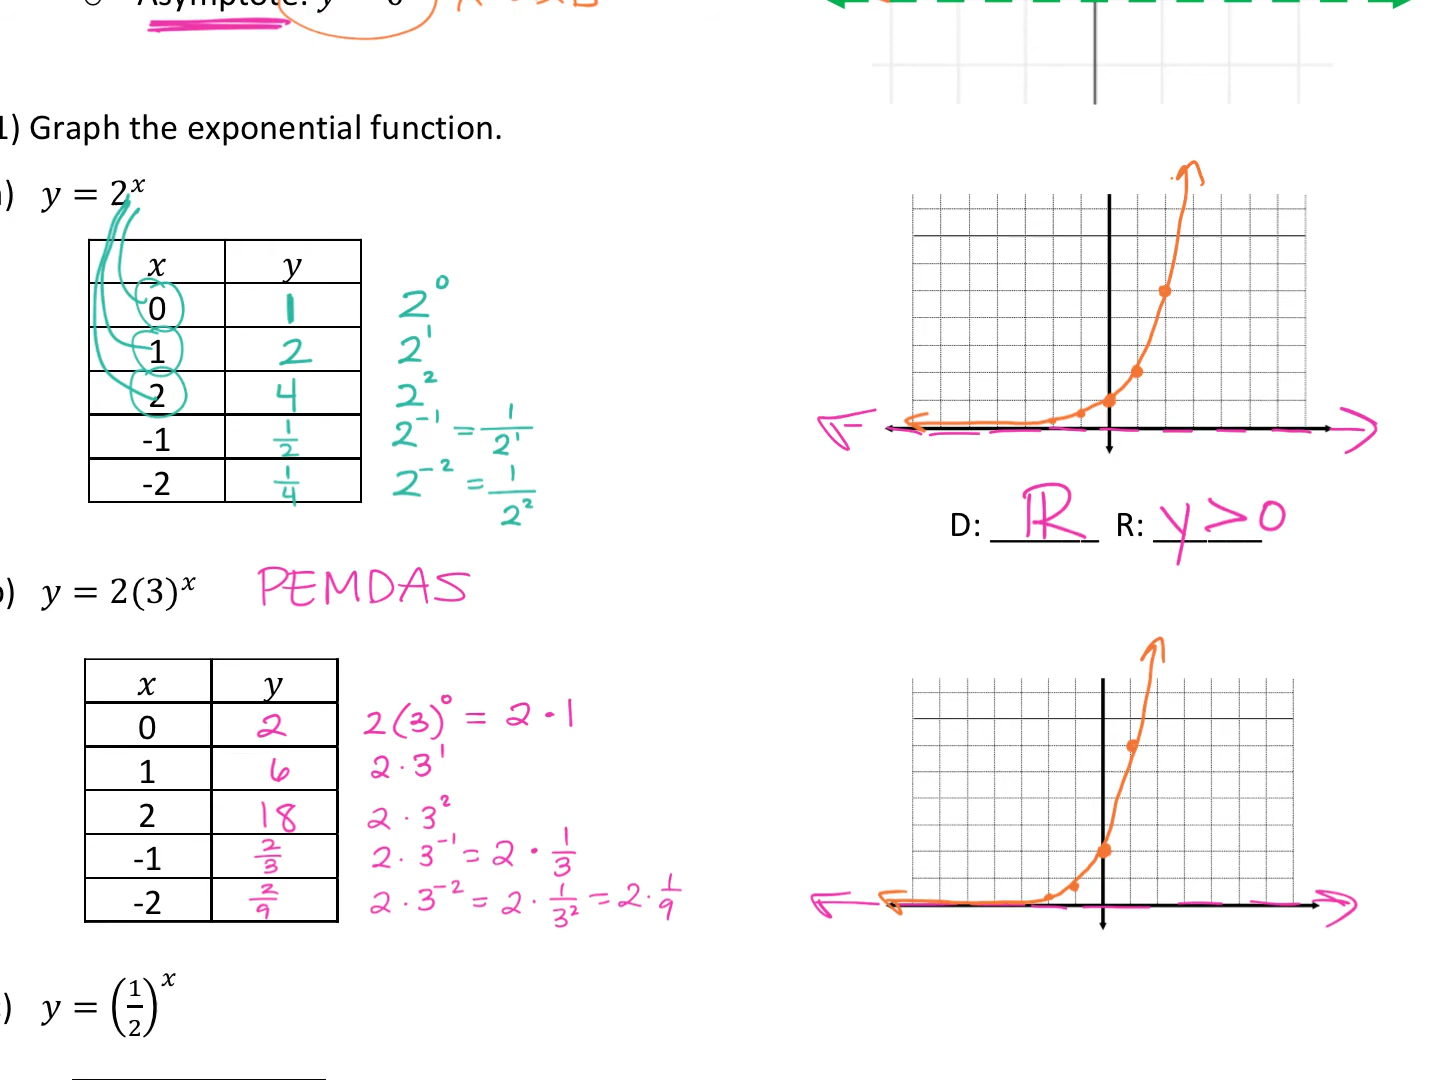 Asymptote: y
1) Graph the exponential function.
) y = 2^x
x y
0 1 2^0
1 2 2^1
2 4 2^2
-1 1/2 2^-1 = 1/2^1
-2 1/4 2^-2 = 1/2^2
D: ℝ R: y > 0
) y = 2(3)^x PEMDAS
x y
0 2 2(3)^0 = 2 · 1
1 6 2 · 3^1
2 18 2 · 3^2
-1 2/3 2 · 3^-1 = 2 · 1/3
-2 2/9 2 · 3^-2 = 2 · 1/3^2 = 2 · 1/9
) y = (1/2)^x